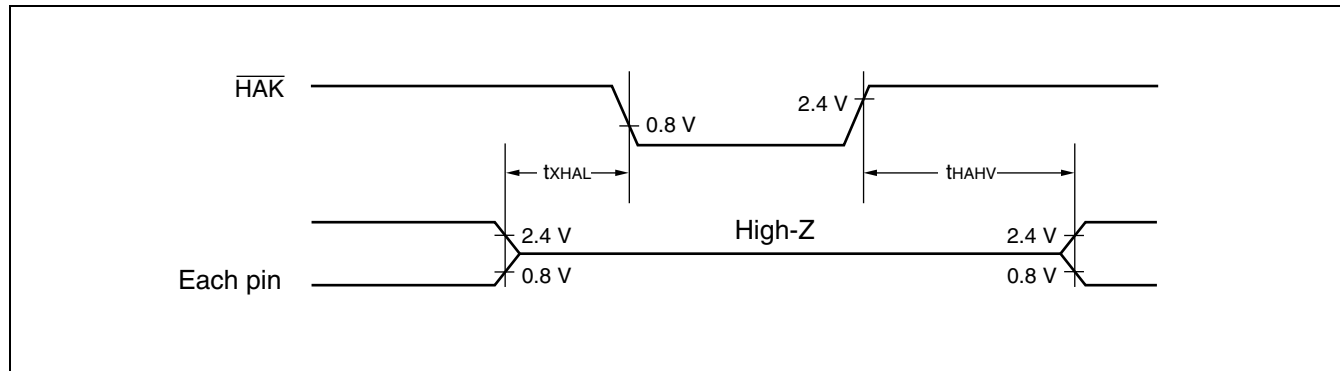 HAK
0.8 V
2.4 V
tXHAL
tHAHV
High-Z
2.4 V
2.4 V
Each pin
0.8 V
0.8 V